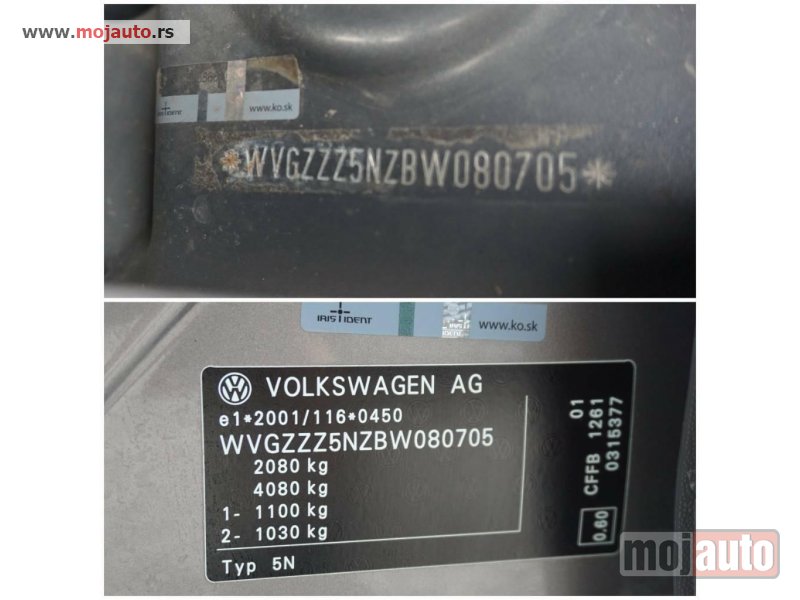 www.mojauto.rs
IRIS IDENT
www.ko.sk
*WVGZZZ5NZBW080705*
IRIS IDENT
www.ko.sk
VOLKSWAGEN AG
e1*2001/116*0450
WVGZZZ5NZBW080705
2080 kg
4080 kg
1- 1100 kg
2- 1030 kg
Typ 5N
01
CFFB 1261
0315377
0.60
mojauto